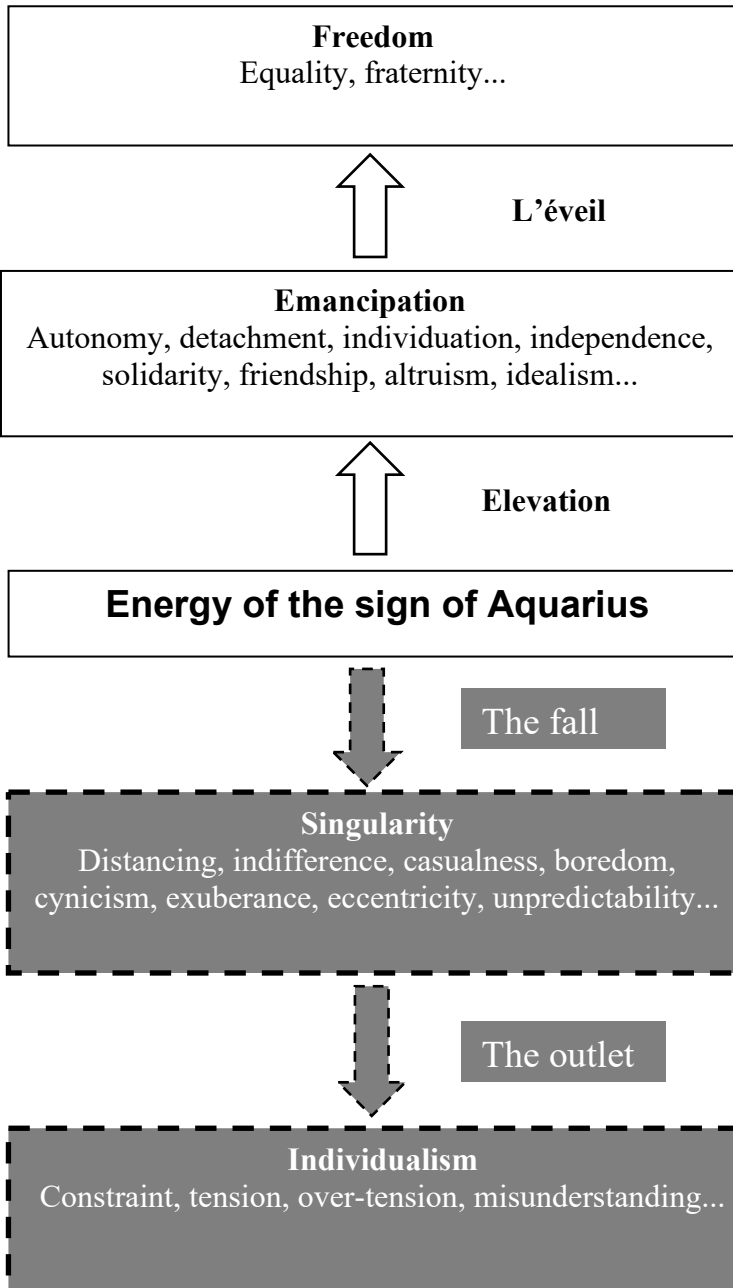 Freedom
Equality, fraternity...
L’éveil
Emancipation
Autonomy, detachment, individuation, independence,
solidarity, friendship, altruism, idealism...
Elevation
Energy of the sign of Aquarius
The fall
Singularity
Distancing, indifference, casualness, boredom,
cynicism, exuberance, eccentricity, unpredictability...
The outlet
Individualism
Constraint, tension, over-tension, misunderstanding...